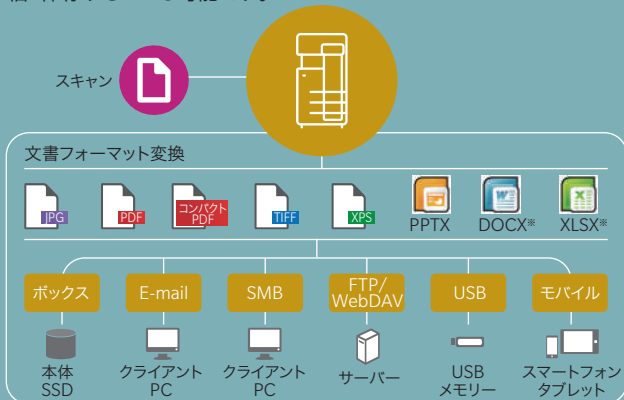 スキャン
文書フォーマット変換
JPG
PDF
コンパクト
PDF
TIFF
XPS
PPTX
DOCX※
XLSX※
ボックス
E-mail
SMB
FTP/
WebDAV
USB
モバイル
本体
SSD
クライアント
PC
クライアント
PC
サーバー
USB
メモリー
スマートフォン
タブレット